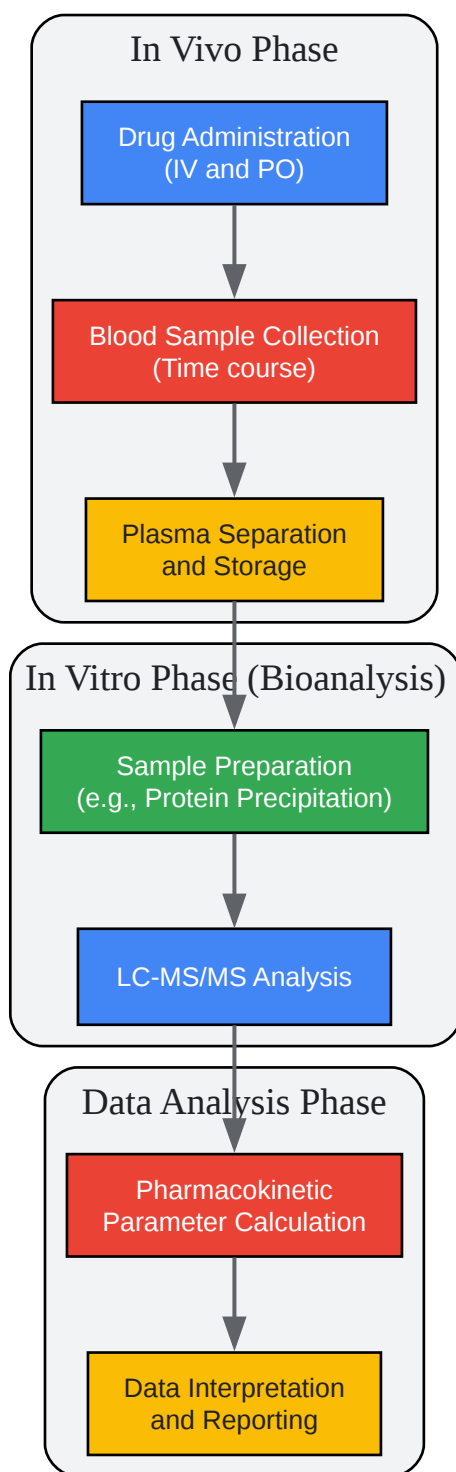 In Vivo Phase
Drug Administration
(IV and PO)
Blood Sample Collection
(Time course)
Plasma Separation
and Storage
In Vitro Phase (Bioanalysis)
Sample Preparation
(e.g., Protein Precipitation)
LC-MS/MS Analysis
Data Analysis Phase
Pharmacokinetic
Parameter Calculation
Data Interpretation
and Reporting